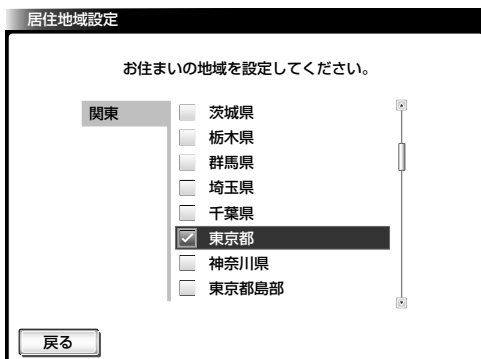 居住地域設定
お住まいの地域を設定してください。
関東
茨城県
栃木県
群馬県
埼玉県
千葉県
東京都
神奈川県
東京都島部
戻る